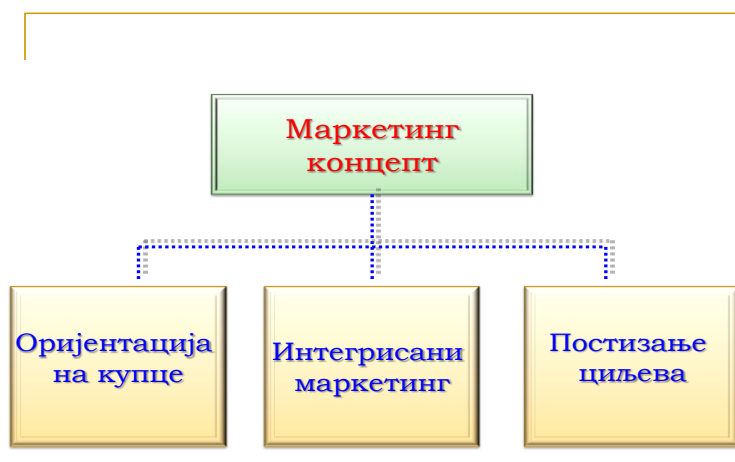 Маркетинг
концепт
Оријентација
на купце
Интегрисани
маркетинг
Постизање
циљева